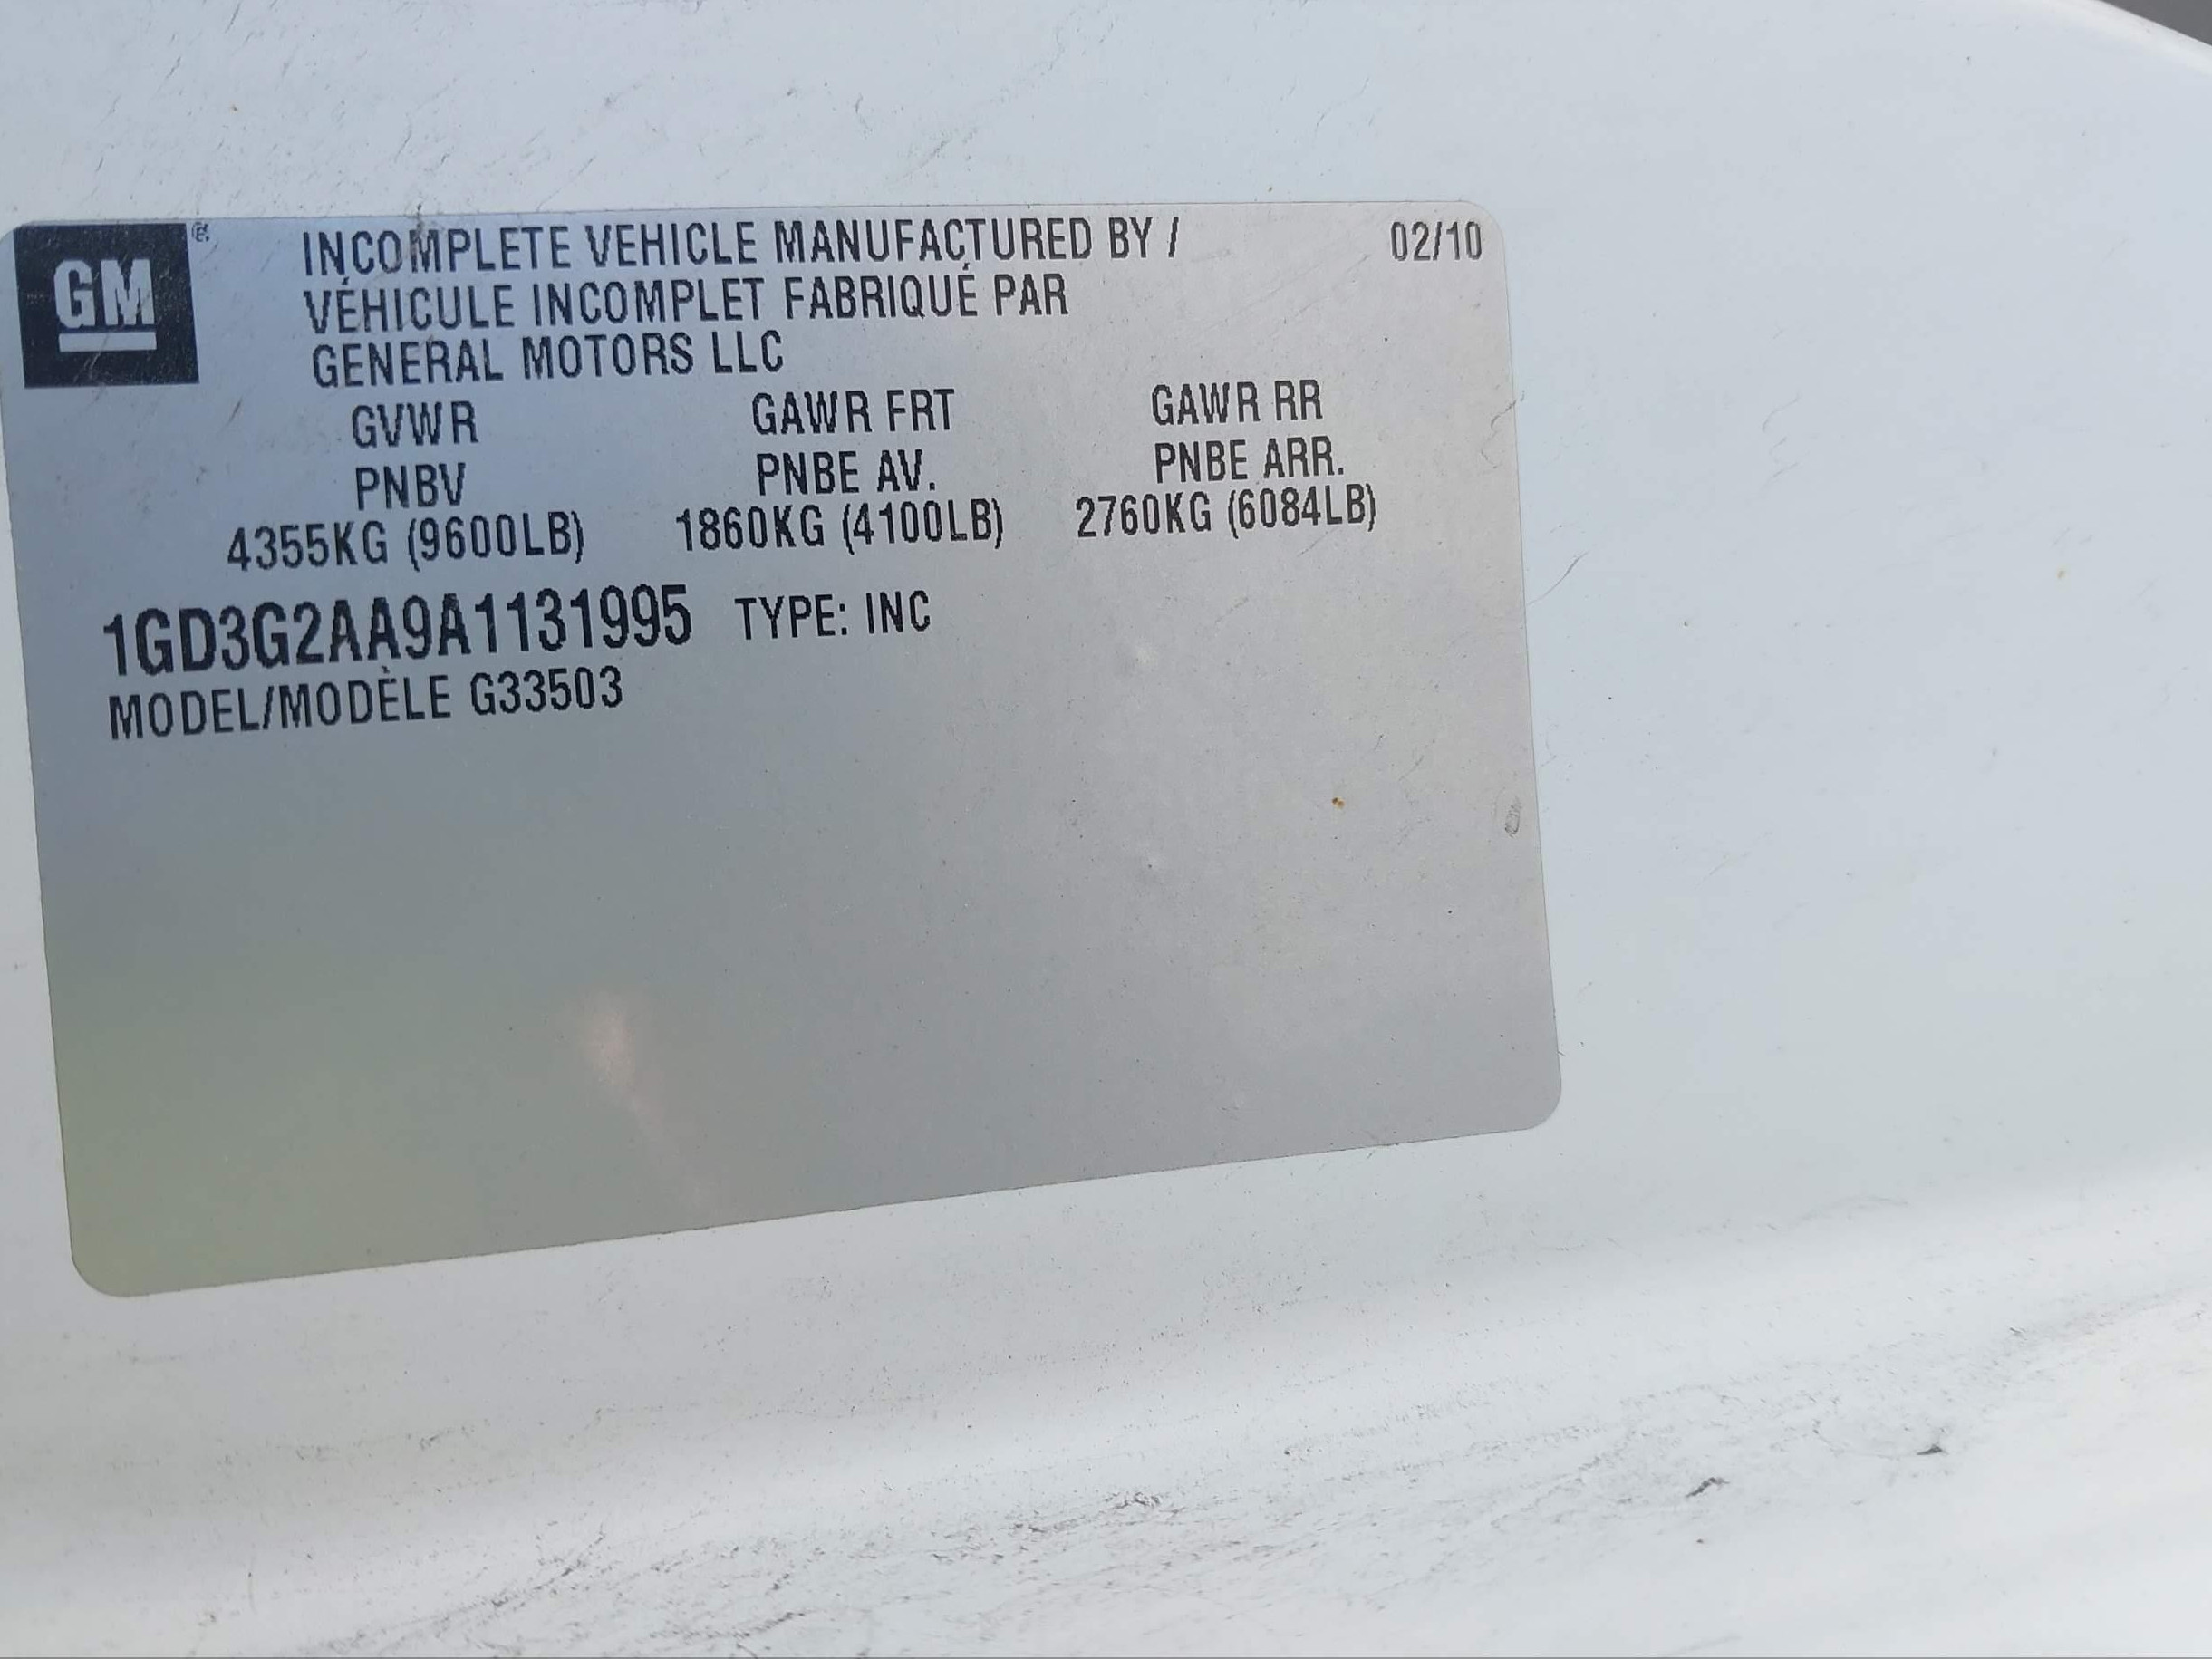 GM ®
INCOMPLETE VEHICLE MANUFACTURED BY / 02/10
VÉHICULE INCOMPLET FABRIQUÉ PAR
GENERAL MOTORS LLC
GVWR GAWR FRT GAWR RR
PNBV PNBE AV. PNBE ARR.
4355KG (9600LB) 1860KG (4100LB) 2760KG (6084LB)
1GD3G2AA9A1131995 TYPE: INC
MODEL/MODÈLE G33503